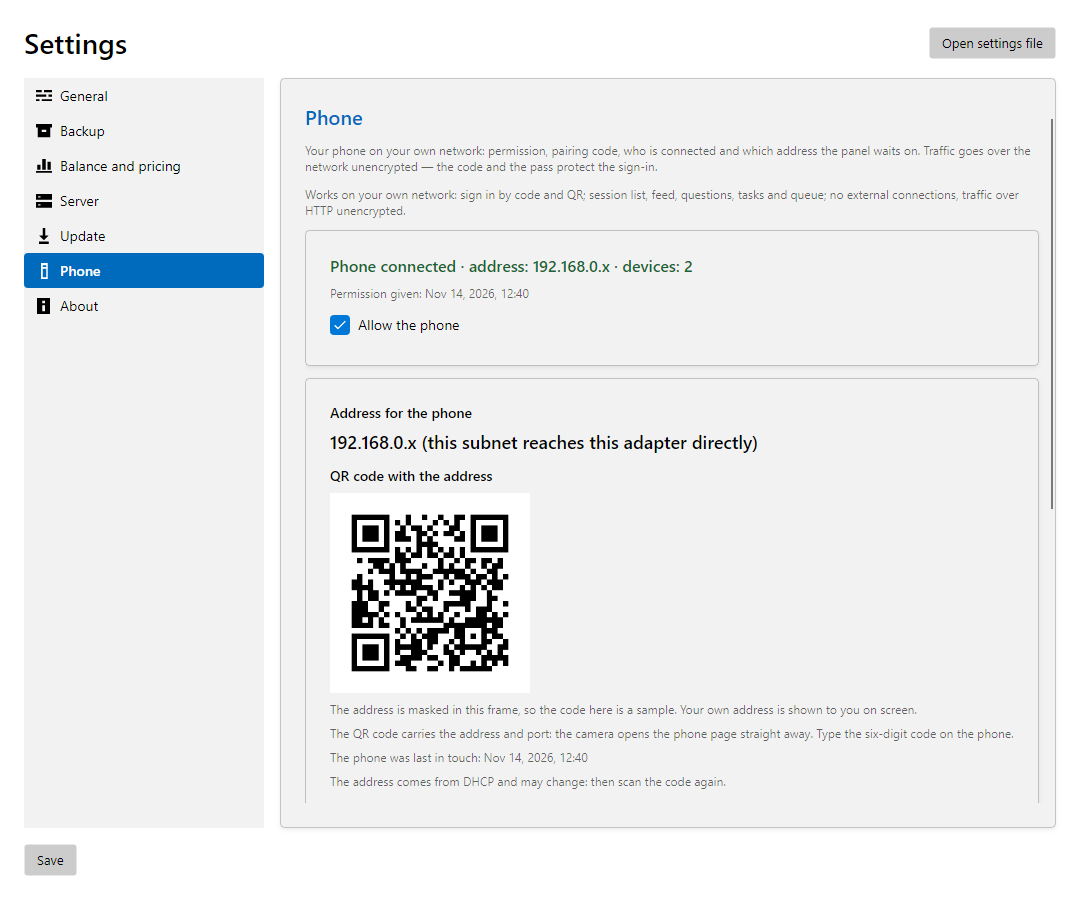 Settings
Open settings file
General
Backup
Balance and pricing
Server
Update
Phone
About
Phone
Your phone on your own network: permission, pairing code, who is connected and which address the panel waits on. Traffic goes over the
network unencrypted — the code and the pass protect the sign-in.
Works on your own network: sign in by code and QR; session list, feed, questions, tasks and queue; no external connections, traffic over
HTTP unencrypted.
Phone connected · address: 192.168.0.x · devices: 2
Permission given: Nov 14, 2026, 12:40
Allow the phone
Address for the phone
192.168.0.x (this subnet reaches this adapter directly)
QR code with the address
The address is masked in this frame, so the code here is a sample. Your own address is shown to you on screen.
The QR code carries the address and port: the camera opens the phone page straight away. Type the six-digit code on the phone.
The phone was last in touch: Nov 14, 2026, 12:40
The address comes from DHCP and may change: then scan the code again.
Save